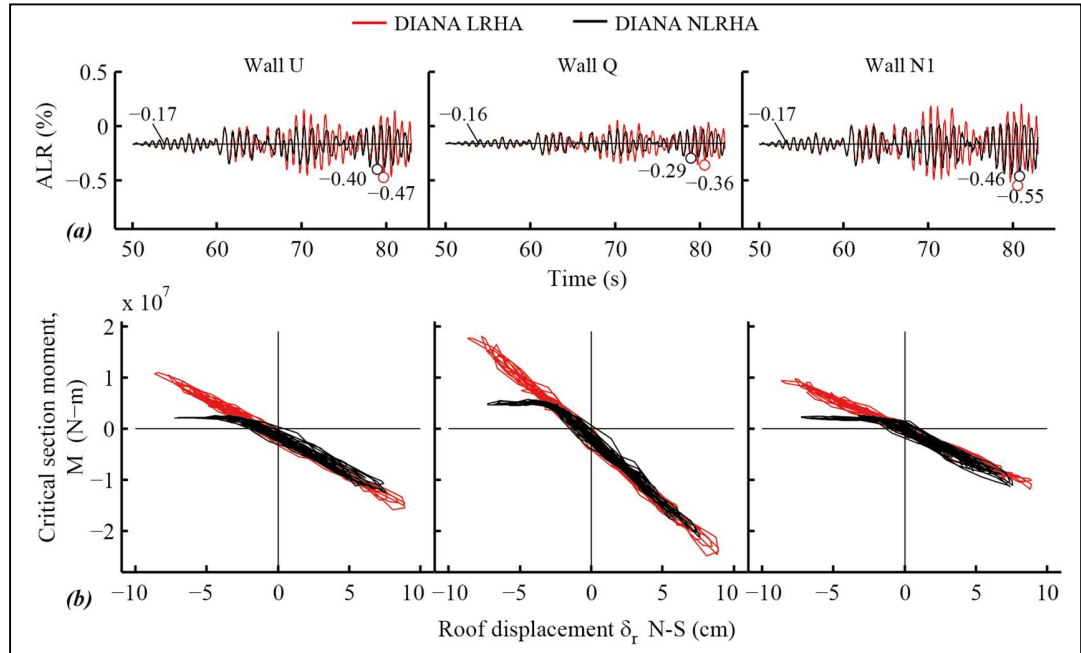 DIANA LRHA DIANA NLRHA
Wall U Wall Q Wall N1
ALR (%)
0.5
0
−0.5
−0.17
−0.40
−0.47
−0.16
−0.29
−0.36
−0.17
−0.46
−0.55
(a)
50 60 70 80 50 60 70 80 50 60 70 80
Time (s)
x 10⁷
Critical section moment,
M (N−m)
2
1
0
−1
−2
(b)
−10 −5 0 5 10 −10 −5 0 5 10 −10 −5 0 5 10
Roof displacement δr N-S (cm)